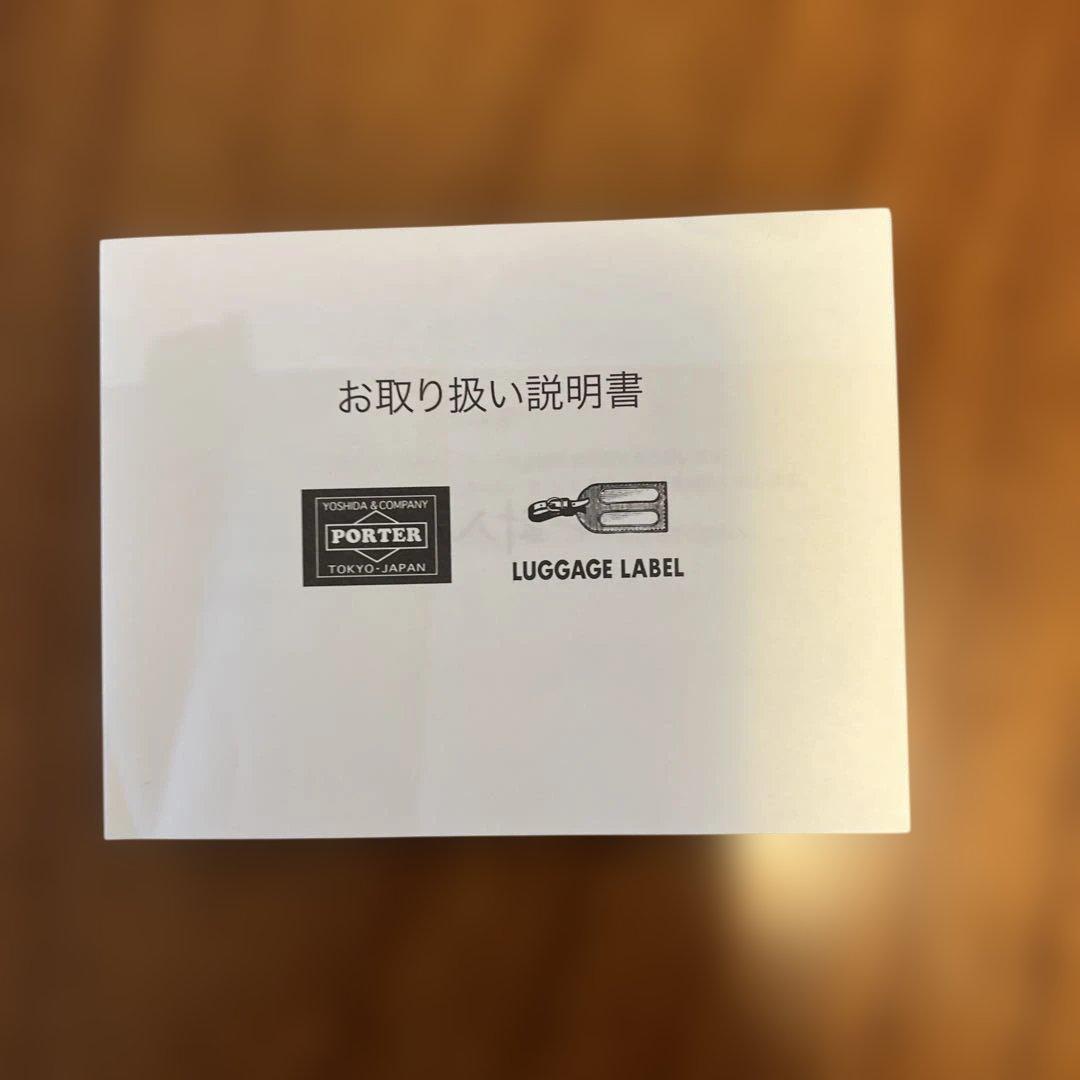 お取り扱い説明書
YOSHIDA & COMPANY
PORTER
TOKYO-JAPAN
LUGGAGE LABEL